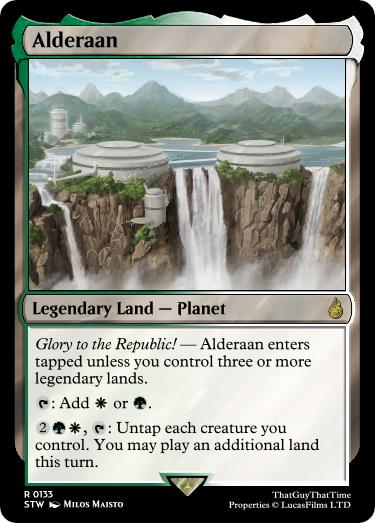 Alderaan
Legendary Land — Planet
Glory to the Republic! — Alderaan enters
tapped unless you control three or more
legendary lands.
: Add or .
2 , : Untap each creature you
control. You may play an additional land
this turn.
R 0133
STW Milos Maisto
ThatGuyThatTime
Properties © LucasFilms LTD